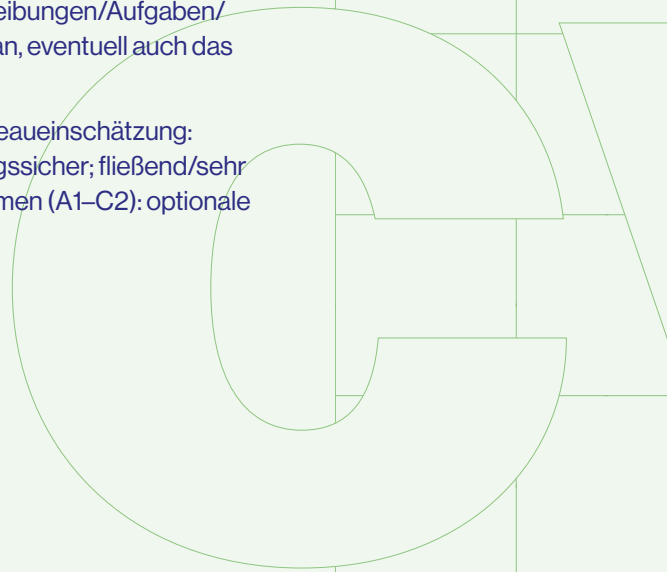 eibungen/Aufgaben/
an, eventuell auch das
eaueinschätzung:
gssicher; fließend/sehr
men (A1–C2): optionale
C